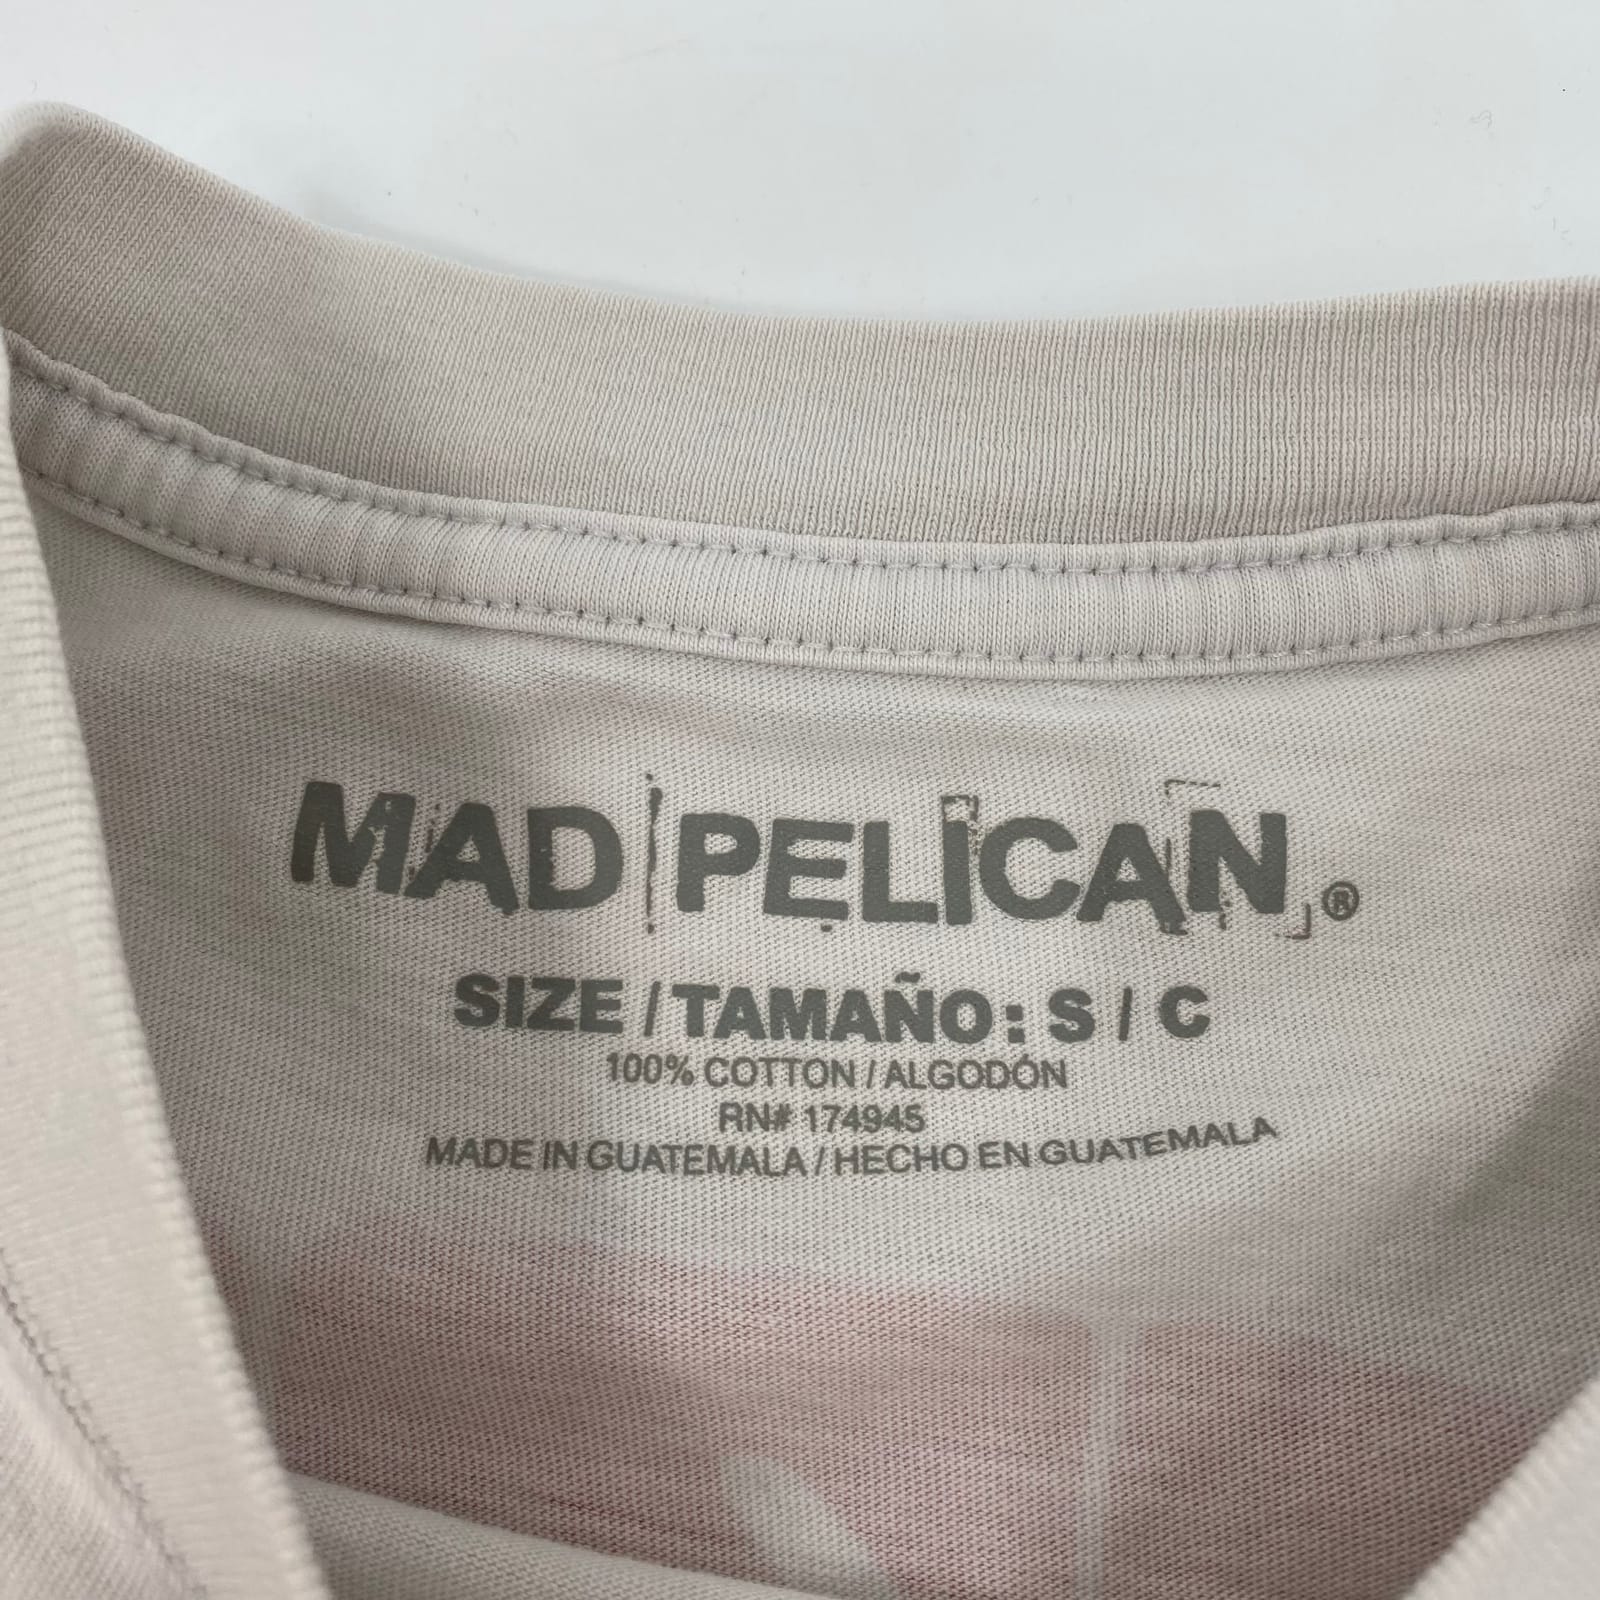 MAD PELICAN®
SIZE / TAMAÑO: S / C
100% COTTON / ALGODÓN
RN# 174945
MADE IN GUATEMALA / HECHO EN GUATEMALA